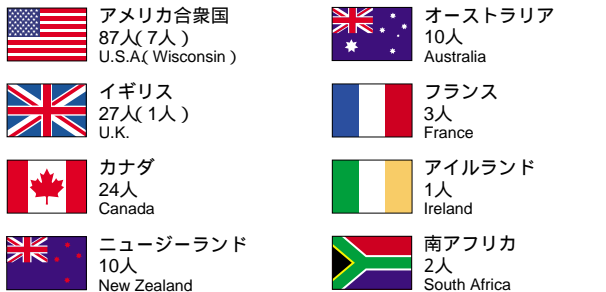 アメリカ合衆国
87人( 7人 )
U.S.A.( Wisconsin )
イギリス
27人( 1人 )
U.K.
カナダ
24人
Canada
ニュージーランド
10人
New Zealand
オーストラリア
10人
Australia
フランス
3人
France
アイルランド
1人
Ireland
南アフリカ
2人
South Africa